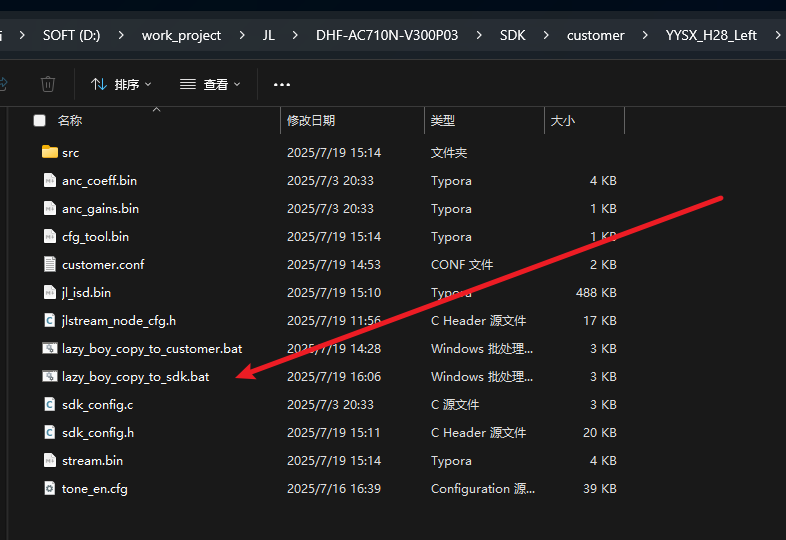 SOFT (D:) > work_project > JL > DHF-AC710N-V300P03 > SDK > customer > YYSX_H28_Left >
排序 查看 ...
名称 修改日期 类型 大小
src 2025/7/19 15:14 文件夹
anc_coeff.bin 2025/7/3 20:33 Typora 4 KB
anc_gains.bin 2025/7/3 20:33 Typora 1 KB
cfg_tool.bin 2025/7/19 15:14 Typora 1 KB
customer.conf 2025/7/19 14:53 CONF 文件 2 KB
jl_isd.bin 2025/7/19 15:10 Typora 488 KB
jlstream_node_cfg.h 2025/7/19 11:56 C Header 源文件 17 KB
lazy_boy_copy_to_customer.bat 2025/7/19 14:28 Windows 批处理... 3 KB
lazy_boy_copy_to_sdk.bat 2025/7/19 16:06 Windows 批处理... 3 KB
sdk_config.c 2025/7/3 20:33 C 源文件 3 KB
sdk_config.h 2025/7/19 15:11 C Header 源文件 20 KB
stream.bin 2025/7/19 15:14 Typora 4 KB
tone_en.cfg 2025/7/16 16:39 Configuration 源... 39 KB